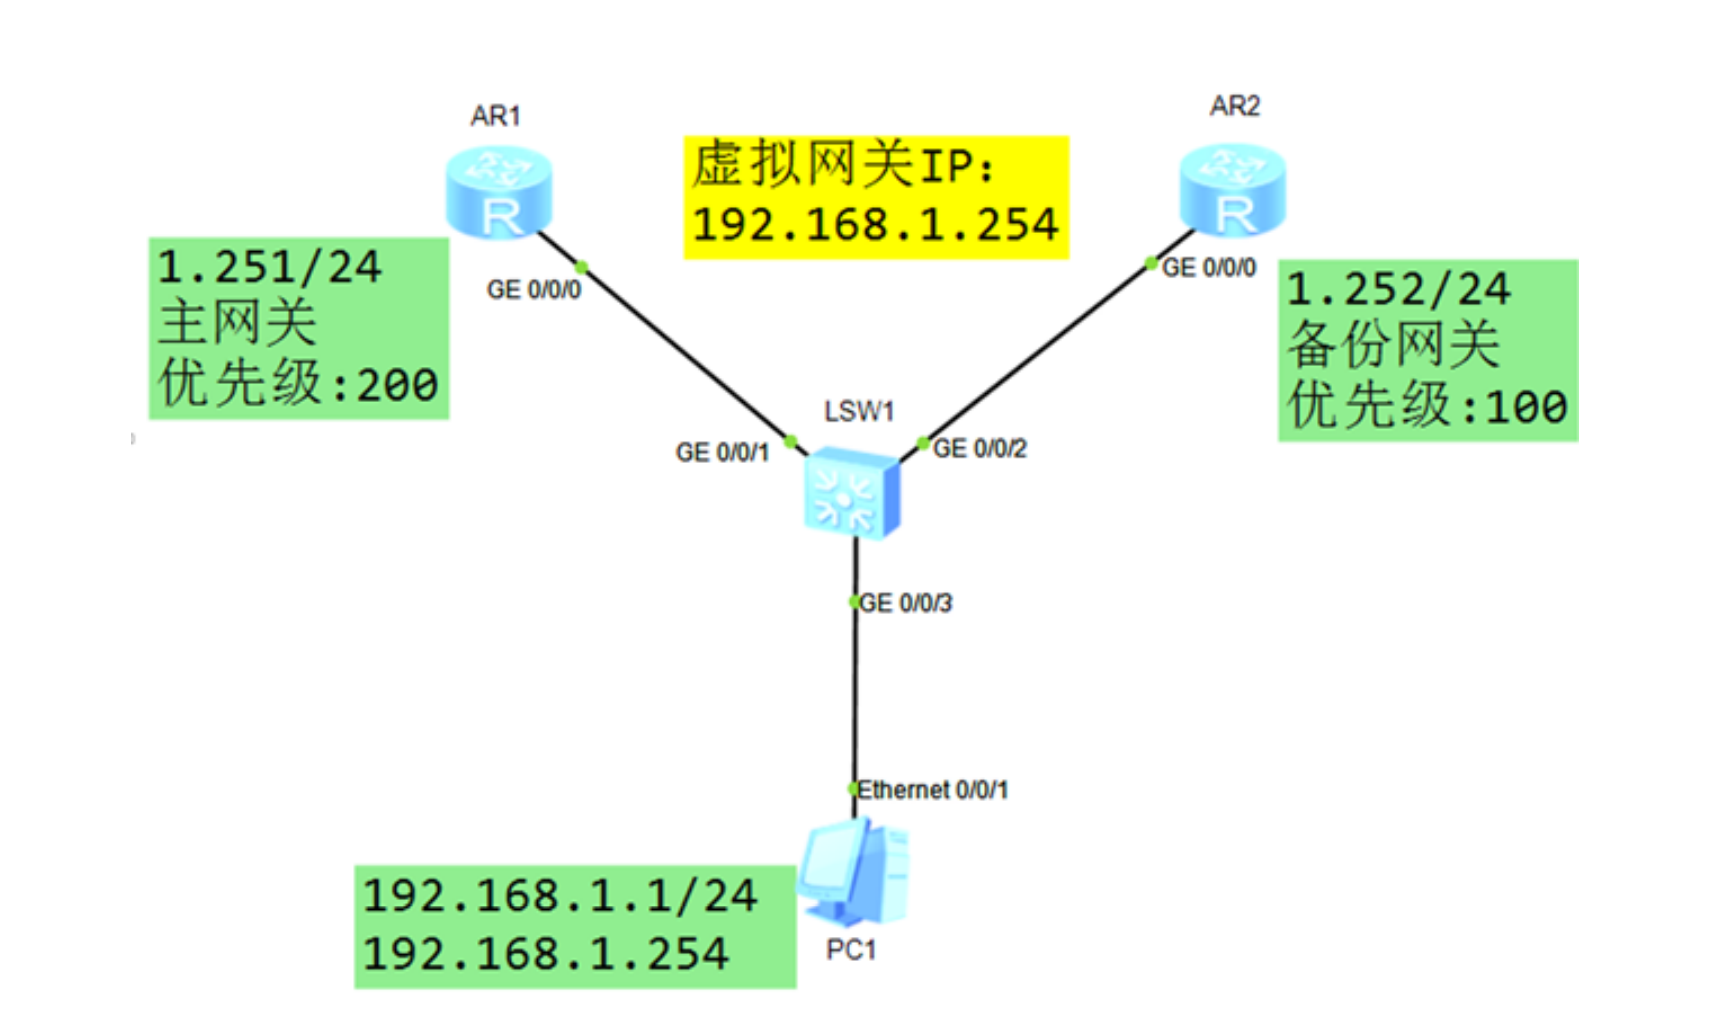 AR1
AR2
虚拟网关IP:
192.168.1.254
1.251/24
主网关
优先级:200
GE 0/0/0
GE 0/0/0
1.252/24
备份网关
优先级:100
LSW1
GE 0/0/1
GE 0/0/2
GE 0/0/3
Ethernet 0/0/1
192.168.1.1/24
192.168.1.254
PC1
R
R